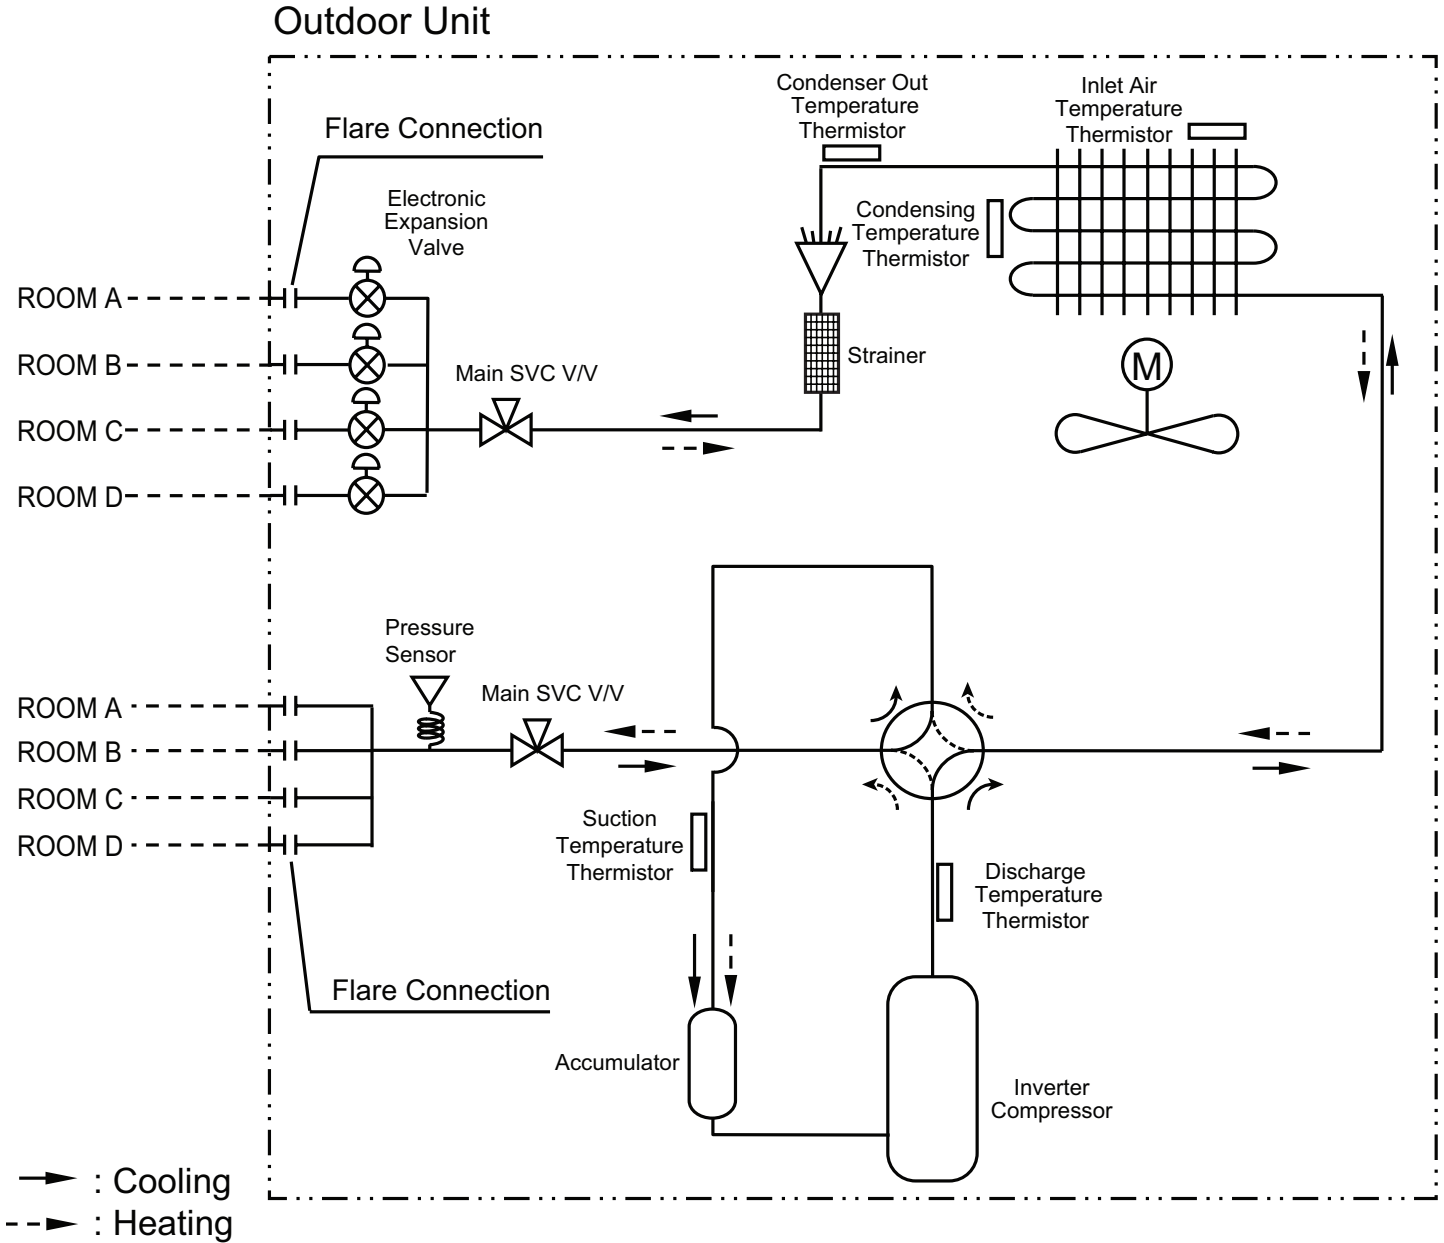 Outdoor Unit
Condenser Out
Temperature
Thermistor
Inlet Air
Temperature
Thermistor
Flare Connection
Electronic
Expansion
Valve
Condensing
Temperature
Thermistor
ROOM A
ROOM B
ROOM C
ROOM D
Main SVC V/V
Strainer
M
Pressure
Sensor
Main SVC V/V
ROOM A
ROOM B
ROOM C
ROOM D
Suction
Temperature
Thermistor
Discharge
Temperature
Thermistor
Flare Connection
Accumulator
Inverter
Compressor
: Cooling
: Heating